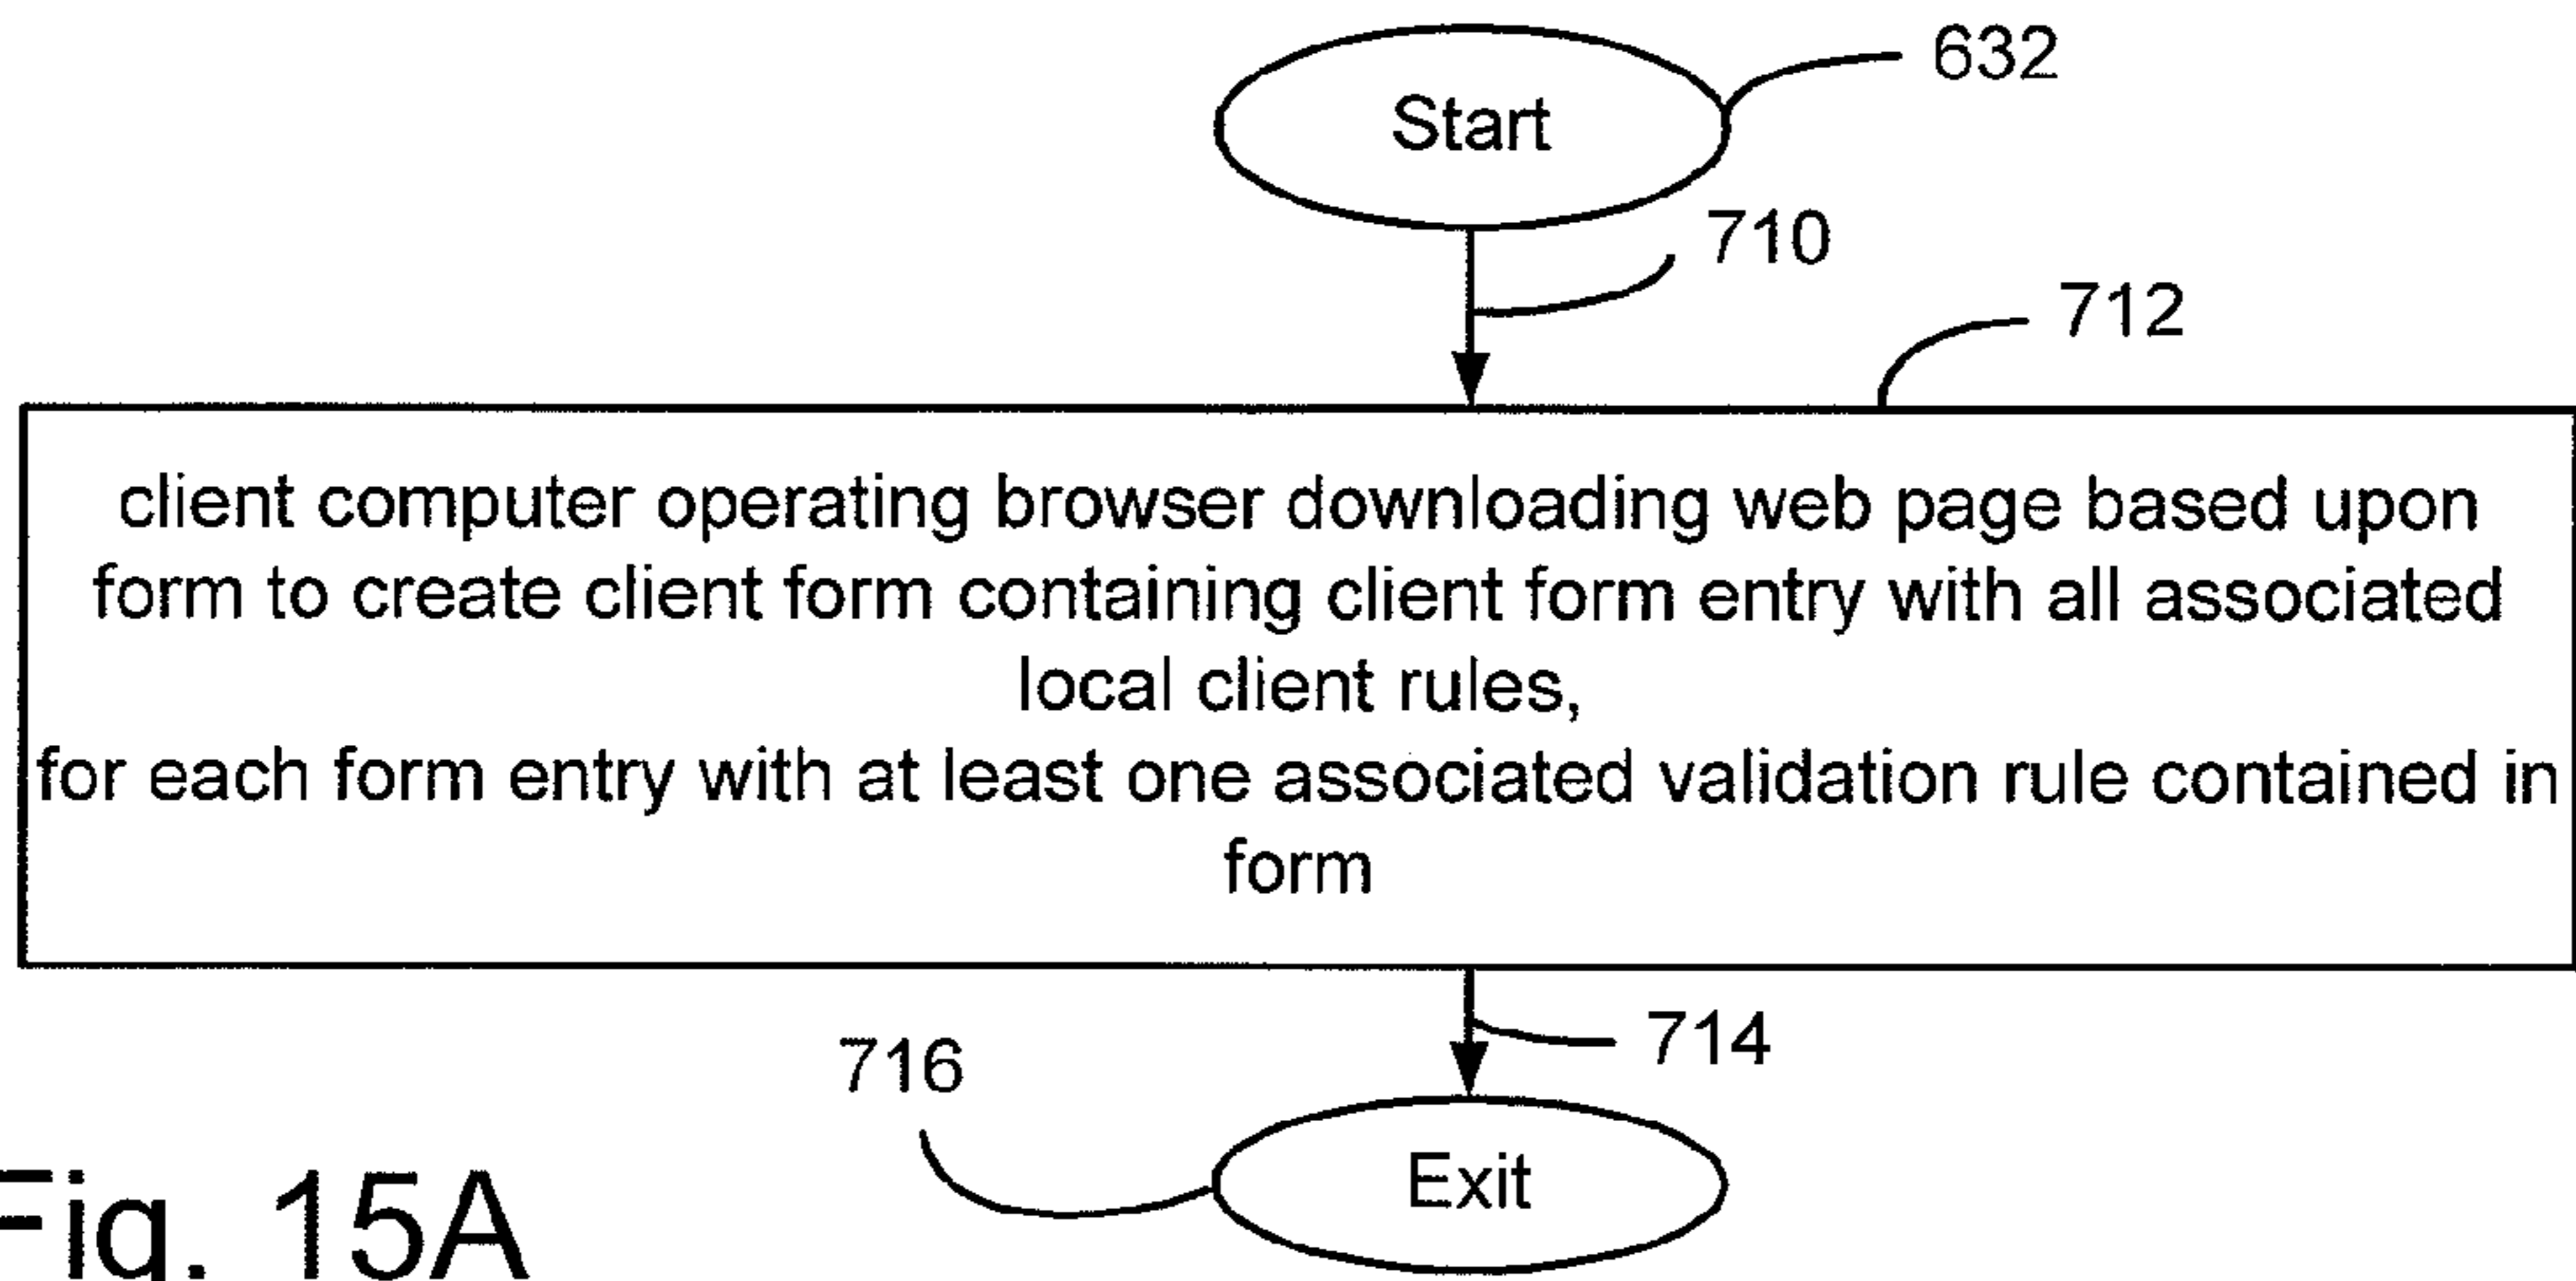 632
Start
710
712
client computer operating browser downloading web page based upon
form to create client form containing client form entry with all associated
local client rules,
for each form entry with at least one associated validation rule contained in
form
714
716
Exit
Fig. 15A